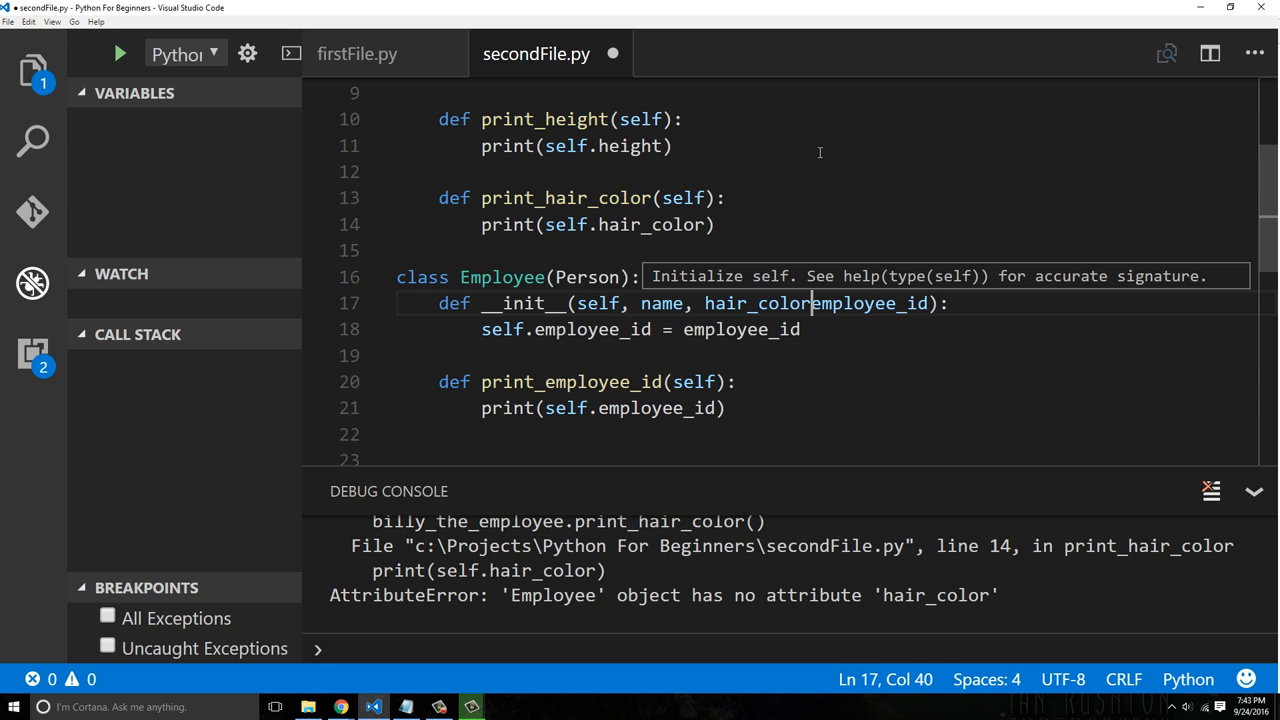 ● secondFile.py - Python For Beginners - Visual Studio Code
File Edit View Go Help
1
2
Python ▼
VARIABLES
WATCH
CALL STACK
BREAKPOINTS
All Exceptions
Uncaught Exceptions
firstFile.py
secondFile.py ●
9
10 def print_height(self):
11 print(self.height)
12
13 def print_hair_color(self):
14 print(self.hair_color)
15
16 class Employee(Person):
Initialize self. See help(type(self)) for accurate signature.
17 def __init__(self, name, hair_coloremployee_id):
18 self.employee_id = employee_id
19
20 def print_employee_id(self):
21 print(self.employee_id)
22
23
DEBUG CONSOLE
billy_the_employee.print_hair_color()
File "c:\Projects\Python For Beginners\secondFile.py", line 14, in print_hair_color
print(self.hair_color)
AttributeError: 'Employee' object has no attribute 'hair_color'
0 0
Ln 17, Col 40 Spaces: 4 UTF-8 CRLF Python
I'm Cortana. Ask me anything.
7:43 PM
9/24/2016